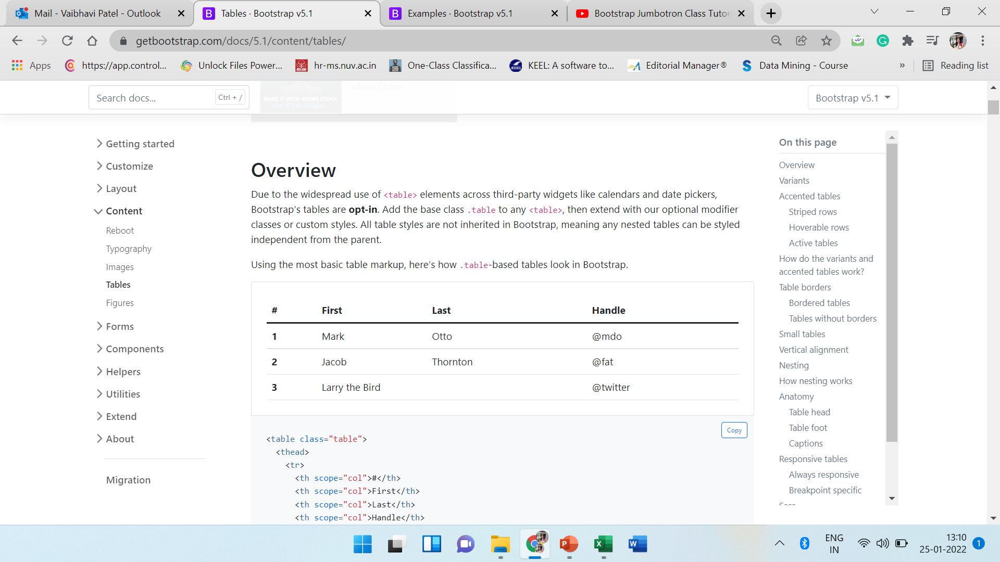 Mail - Vaibhavi Patel - Outlook
Tables · Bootstrap v5.1
Examples · Bootstrap v5.1
Bootstrap Jumbotron Class Tutor
getbootstrap.com/docs/5.1/content/tables/
Apps
https://app.control...
Unlock Files Power...
hr-ms.nuv.ac.in
One-Class Classifica...
KEEL: A software to...
Editorial Manager®
Data Mining - Course
»
Reading list
Search docs...
Ctrl + /
MAKE IT WITH ADOBE STOCK.
ads via Carbon
Bootstrap v5.1
Getting started
Customize
Layout
Content
Reboot
Typography
Images
Tables
Figures
Forms
Components
Helpers
Utilities
Extend
About
Migration
Overview
Due to the widespread use of <table> elements across third-party widgets like calendars and date pickers,
Bootstrap's tables are opt-in. Add the base class .table to any <table>, then extend with our optional modifier
classes or custom styles. All table styles are not inherited in Bootstrap, meaning any nested tables can be styled
independent from the parent.
Using the most basic table markup, here's how .table-based tables look in Bootstrap.
# First Last Handle
1 Mark Otto @mdo
2 Jacob Thornton @fat
3 Larry the Bird @twitter
Copy
<table class="table">
<thead>
<tr>
<th scope="col">#</th>
<th scope="col">First</th>
<th scope="col">Last</th>
<th scope="col">Handle</th>
On this page
Overview
Variants
Accented tables
Striped rows
Hoverable rows
Active tables
How do the variants and
accented tables work?
Table borders
Bordered tables
Tables without borders
Small tables
Vertical alignment
Nesting
How nesting works
Anatomy
Table head
Table foot
Captions
Responsive tables
Always responsive
Breakpoint specific
Sass
ENG
IN
13:10
25-01-2022
1